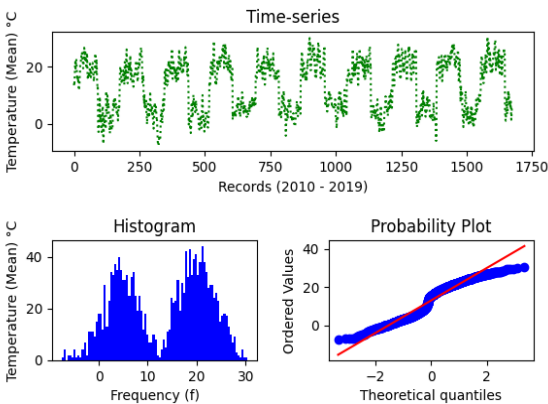 Time-series
Temperature (Mean) °C
20
0
0 250 500 750 1000 1250 1500 1750
Records (2010 - 2019)
Histogram
Temperature (Mean) °C
40
20
0
0 10 20 30
Frequency (f)
Probability Plot
Ordered Values
40
20
0
−2 0 2
Theoretical quantiles